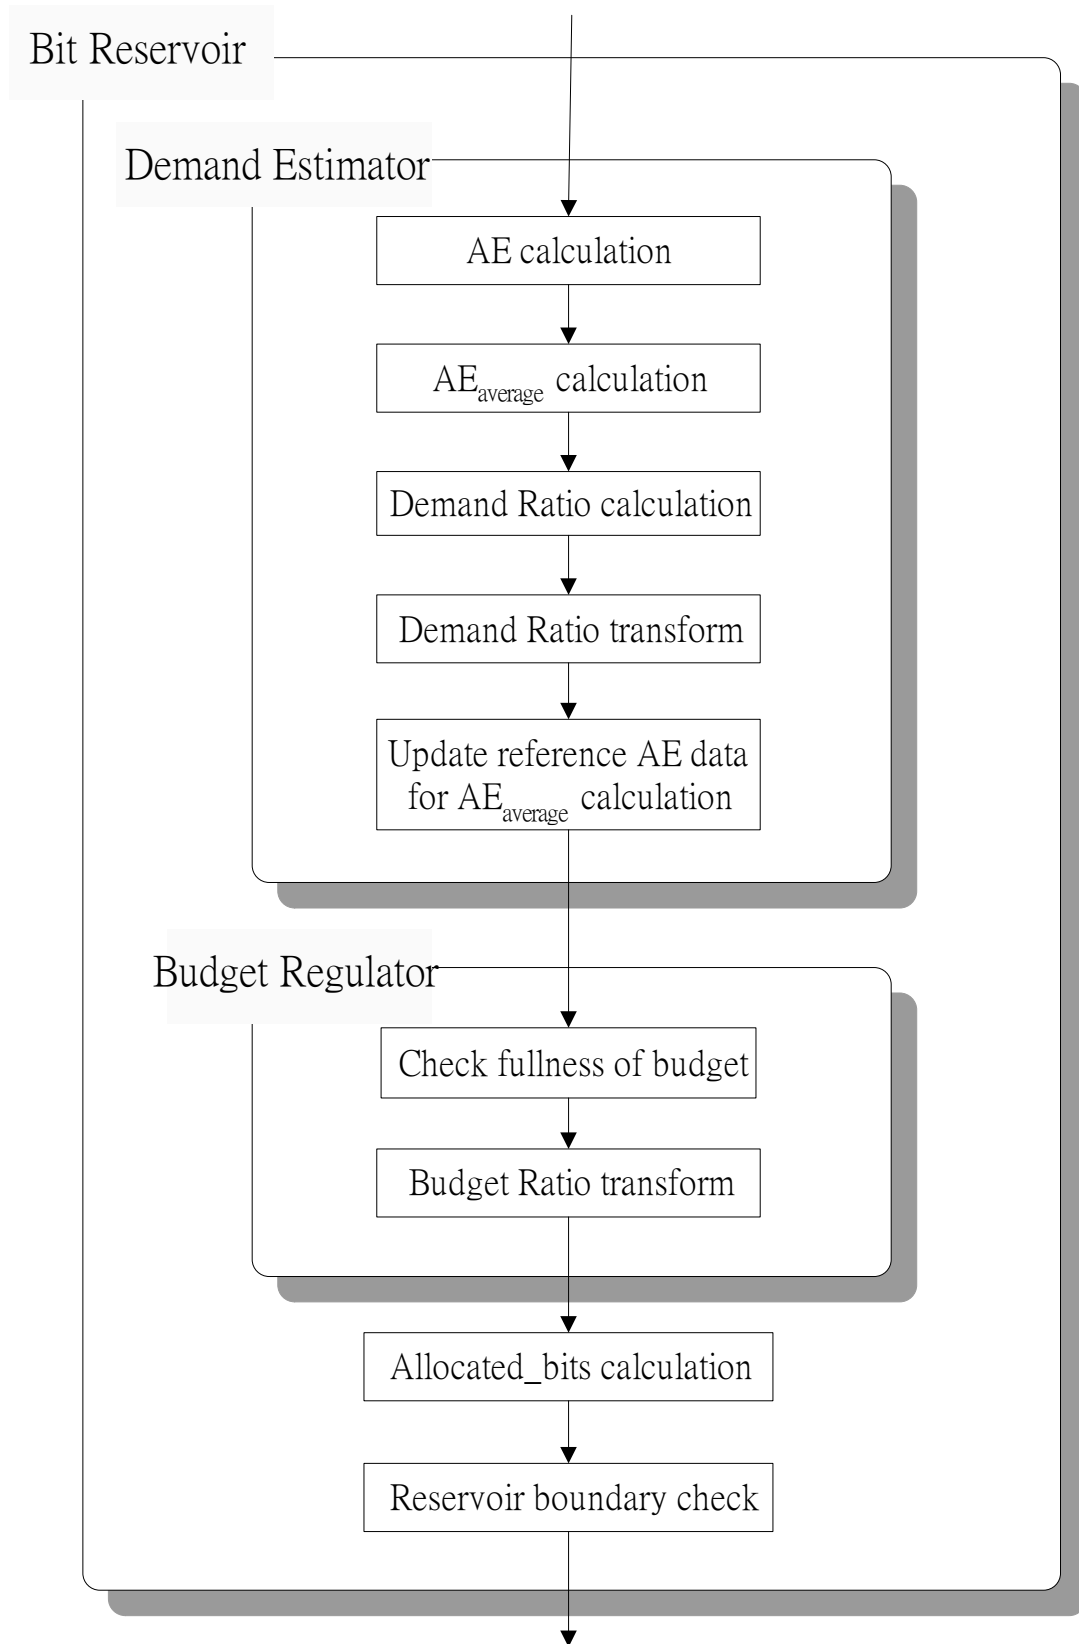 Bit Reservoir
Demand Estimator
AE calculation
AEaverage calculation
Demand Ratio calculation
Demand Ratio transform
Update reference AE data
for AEaverage calculation
Budget Regulator
Check fullness of budget
Budget Ratio transform
Allocated_bits calculation
Reservoir boundary check